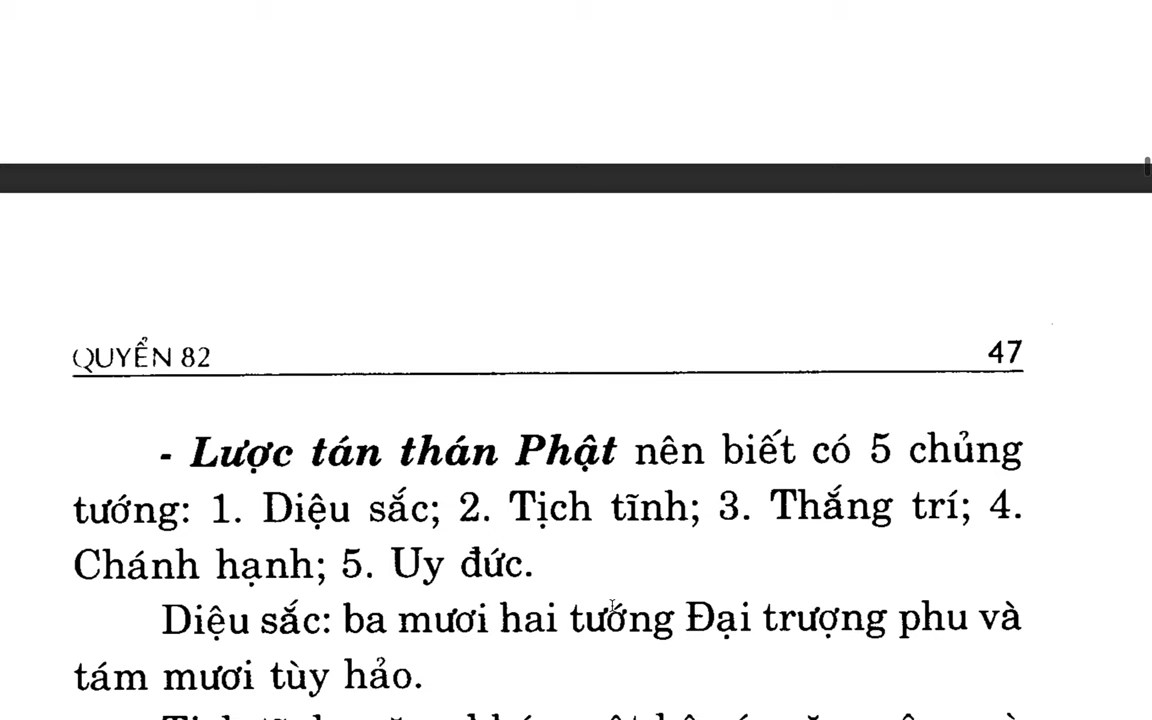 QUYỂN 82 47
- Lược tán thán Phật nên biết có 5 chủng
tướng: 1. Diệu sắc; 2. Tịch tĩnh; 3. Thắng trí; 4.
Chánh hạnh; 5. Uy đức.
Diệu sắc: ba mươi hai tướng Đại trượng phu và
tám mươi tùy hảo.